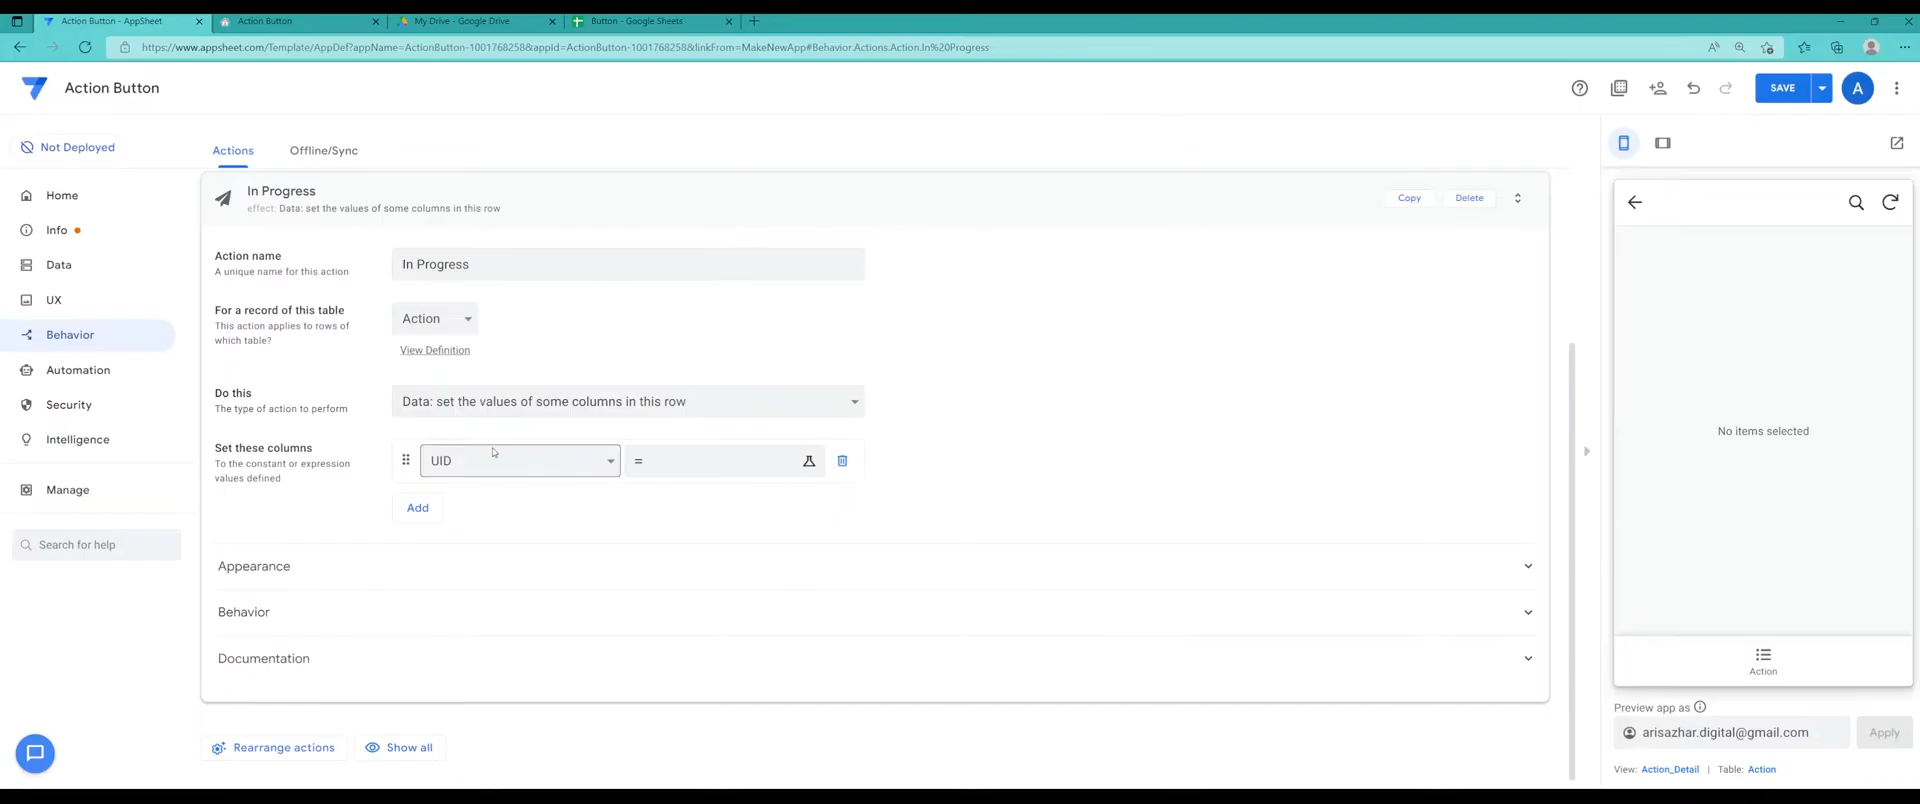 Action Button - AppSheet
Action Button
My Drive - Google Drive
Button - Google Sheets
https://www.appsheet.com/Template/AppDef?appName=ActionButton-1001768258&appId=ActionButton-1001768258&linkFrom=MakeNewApp#Behavior.Actions.Action.In%20Progress
Action Button
SAVE
A
Not Deployed
Actions
Offline/Sync
In Progress
effect: Data: set the values of some columns in this row
Copy
Delete
Home
Info
Data
UX
Behavior
Automation
Security
Intelligence
Manage
Search for help
Action name
A unique name for this action
In Progress
For a record of this table
This action applies to rows of
which table?
Action
View Definition
Do this
The type of action to perform
Data: set the values of some columns in this row
Set these columns
To the constant or expression
values defined
UID
=
Add
Appearance
Behavior
Documentation
Rearrange actions
Show all
No items selected
Action
Preview app as
arisazhar.digital@gmail.com
Apply
View: Action_Detail | Table: Action